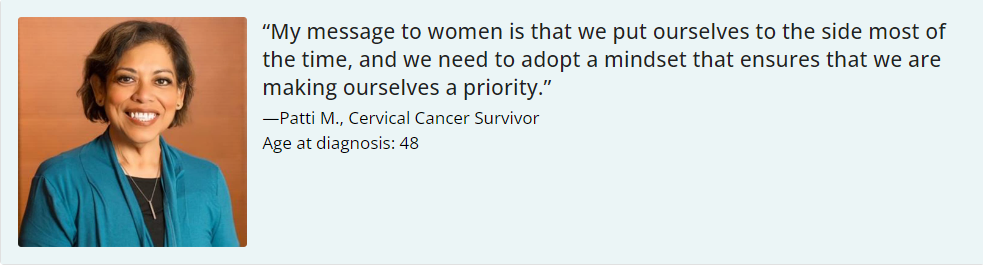 “My message to women is that we put ourselves to the side most of
the time, and we need to adopt a mindset that ensures that we are
making ourselves a priority.”
—Patti M., Cervical Cancer Survivor
Age at diagnosis: 48